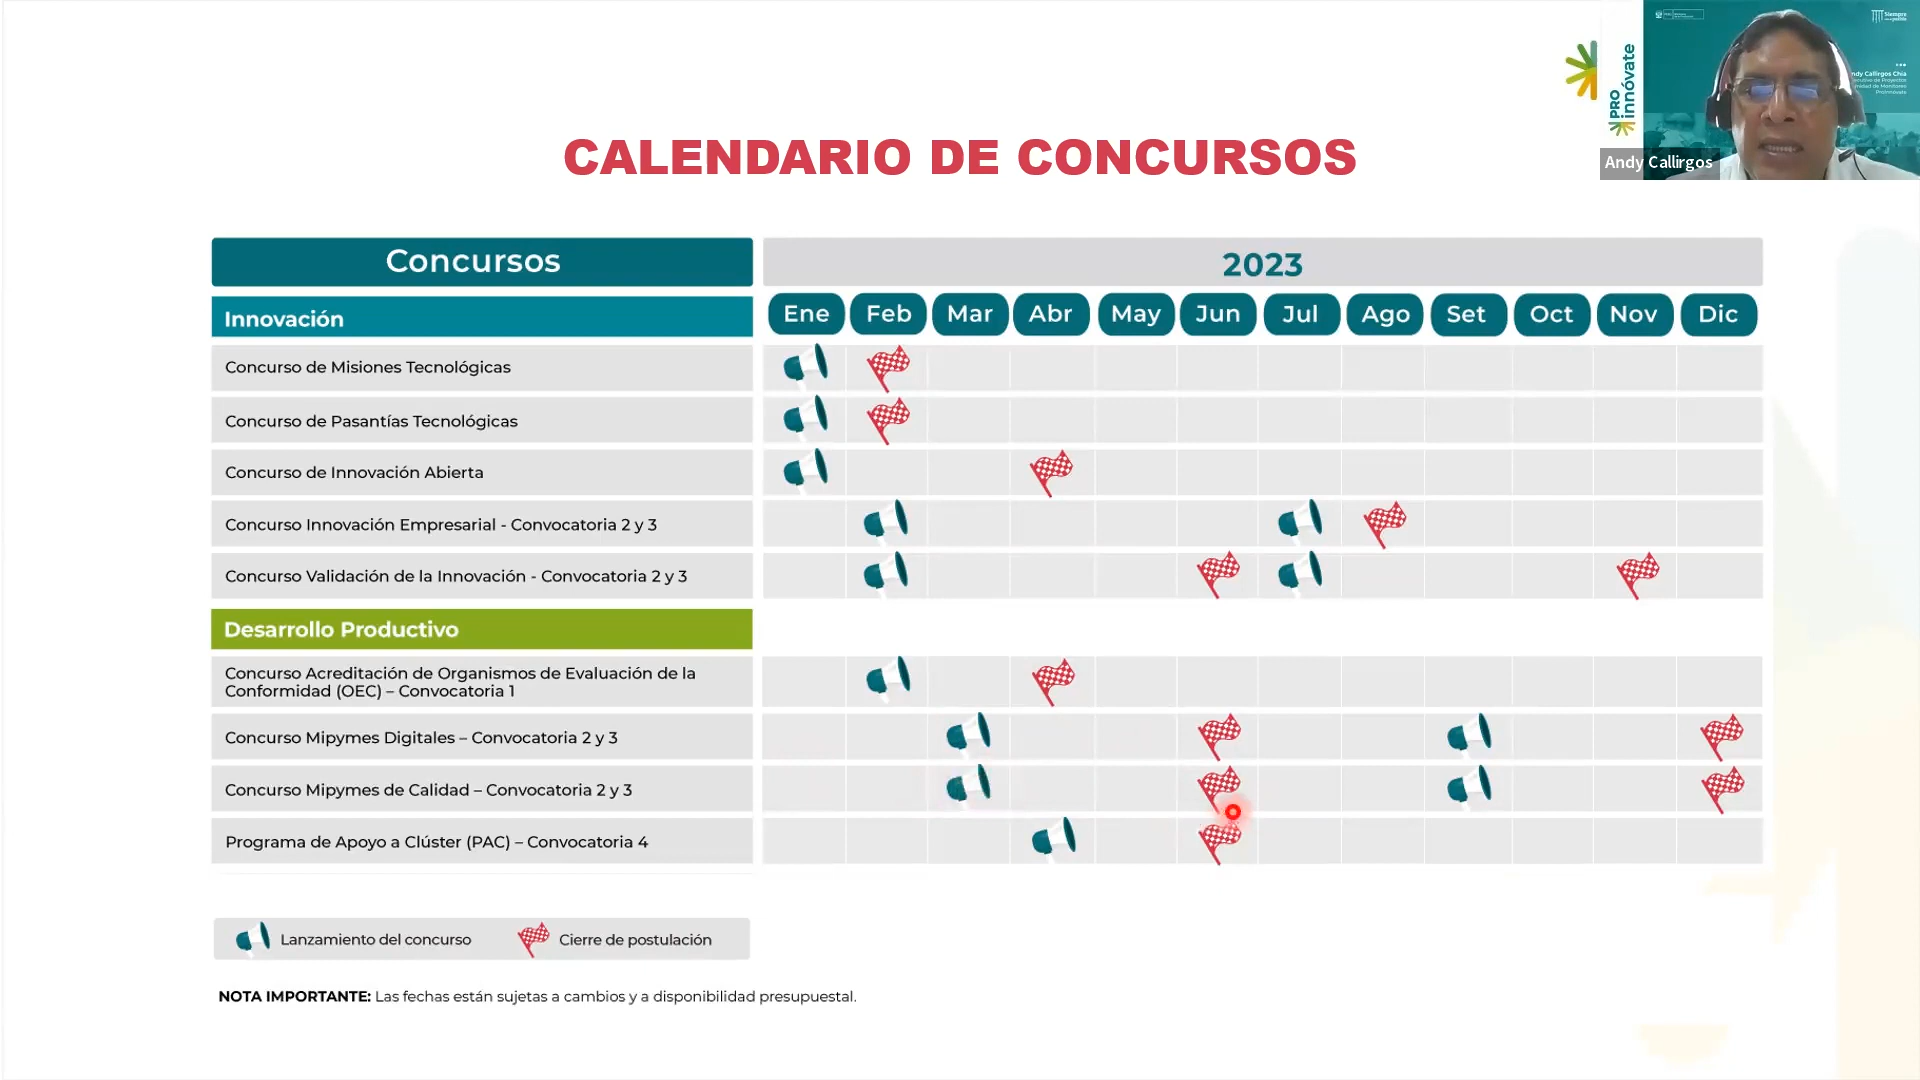 PRO
innóvate
Siempre
Andy Callirgos Chia
Andy Callirgos
CALENDARIO DE CONCURSOS
Concursos
2023
Innovación
Ene Feb Mar Abr May Jun Jul Ago Set Oct Nov Dic
Concurso de Misiones Tecnológicas
Concurso de Pasantías Tecnológicas
Concurso de Innovación Abierta
Concurso Innovación Empresarial - Convocatoria 2 y 3
Concurso Validación de la Innovación - Convocatoria 2 y 3
Desarrollo Productivo
Concurso Acreditación de Organismos de Evaluación de la
Conformidad (OEC) – Convocatoria 1
Concurso Mipymes Digitales – Convocatoria 2 y 3
Concurso Mipymes de Calidad – Convocatoria 2 y 3
Programa de Apoyo a Clúster (PAC) – Convocatoria 4
Lanzamiento del concurso
Cierre de postulación
NOTA IMPORTANTE: Las fechas están sujetas a cambios y a disponibilidad presupuestal.